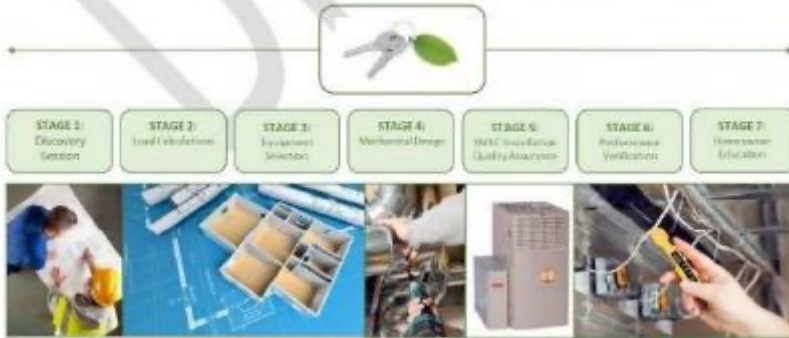 STAGE 1:
Discovery
Session
STAGE 2:
Load Calculations
STAGE 3:
Equipment
Selection
STAGE 4:
Mechanical Design
STAGE 5:
HVAC Installation
Quality Assurance
STAGE 6:
Performance
Verification
STAGE 7:
Homeowner
Education